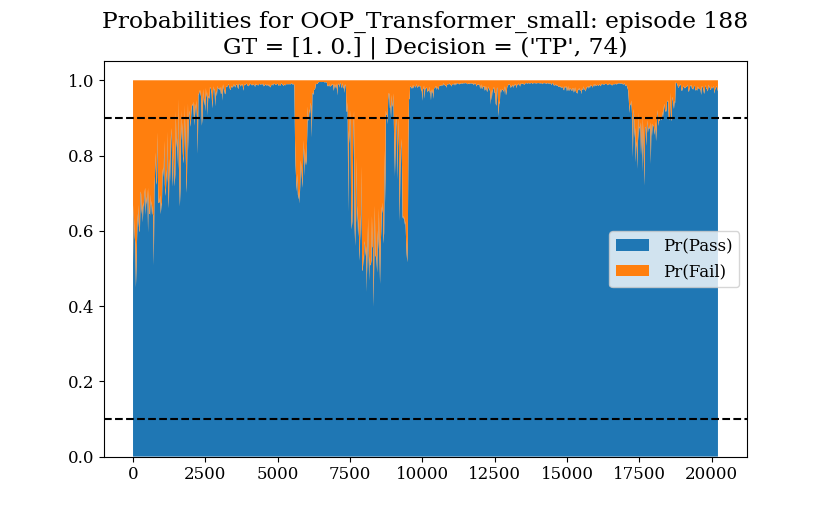 Probabilities for OOP_Transformer_small: episode 188
GT = [1. 0.] | Decision = ('TP', 74)
1.0
0.8
0.6
0.4
0.2
0.0
Pr(Pass)
Pr(Fail)
0 2500 5000 7500 10000 12500 15000 17500 20000